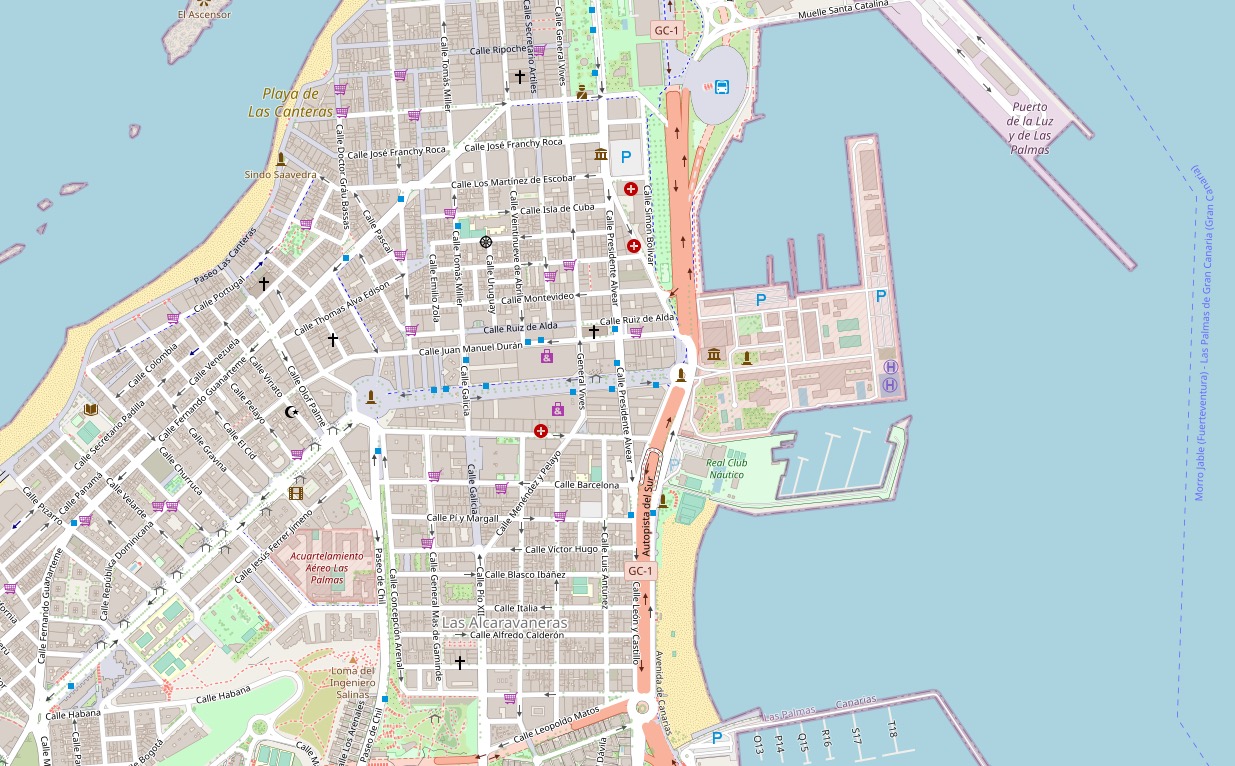 El Ascensor
GC-1
Muelle Santa Catalina
Calle Tomás Miller
Calle Secretario Artiles
Calle General Vives
Calle Ripoche
Playa de
Las Canteras
Puerto
de la Luz
y de Las
Palmas
Calle José Franchy Roca
Calle José Franchy Roca
Calle Doctor Grau Bassas
Sindo Saavedra
Calle Los Martínez de Escobar
Calle Simón Bolívar
Calle Isla de Cuba
Calle Pascal
Calle Veintinueve de Abril
Calle Presidente Alvear
Calle Tomás Miller
Calle Emilio Zola
Calle Uruguay
Paseo Las Canteras
Calle Portugal
Calle Thomas Alva Edison
Calle Montevideo
Calle Ruiz de Alda
Calle Ruiz de Alda
Calle Juan Manuel Durán
Calle Colombia
Calle Venezuela
Calle Fernando Guanarteme
Calle Viriato
Calle Olof Palme
Calle Pelayo
Calle El Cid
Calle Gravina
Calle Churruca
Calle Secretario Padilla
Calle Panamá
Calle Pizarro
Calle Velarde
Calle República Dominicana
Calle Galicia
Calle General Vives
Calle Presidente Alvear
Calle Galicia
Calle Menéndez y Pelayo
Calle Barcelona
Calle Pí y Margall
Calle Víctor Hugo
Calle Blasco Ibáñez
Calle Italia
Las Alcaravaneras
Calle Alfredo Calderón
Calle Luis Antúnez
Autopista del Sur
GC-1
Real Club
Náutico
Morro Jable (Fuerteventura) - Las Palmas de Gran Canaria (Gran Canaria)
Calle Jesús Ferrer Jimeno
Acuartelamiento
Aéreo Las
Palmas
Paseo de Chil
Calle Concepción Arenal
Calle General Mas de Gaminde
Calle Pío XII
Calle León y Castillo
Avenida de Canarias
Calle Fernando Guanarteme
Loma del
Ingeniero
Salinas
Calle Habana
Calle Habana
Calle Bogotá
Paseo de Chil
Calle Leopoldo Matos
Las Palmas
Canarias
O13
P14
Q15
R16
S17
T18